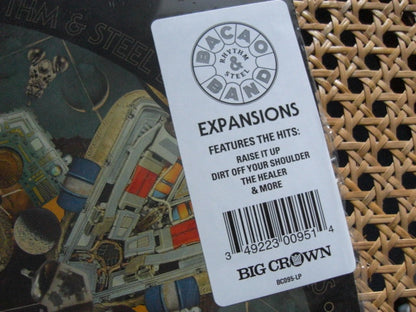 YTHM & STEEL
BACAO
RHYTHM
&
STEEL
BAND
EXPANSIONS
FEATURES THE HITS:
RAISE IT UP
DIRT OFF YOUR SHOULDER
THE HEALER
& MORE
3 49223 00951 4
BIG CROWN
BC095-LP